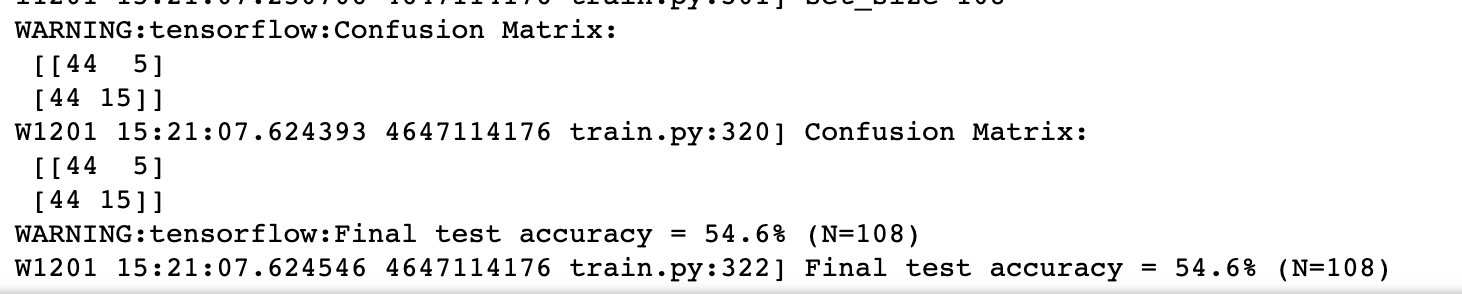 WARNING:tensorflow:Confusion Matrix:
[[44  5]
[44 15]]
W1201 15:21:07.624393 4647114176 train.py:320] Confusion Matrix:
[[44  5]
[44 15]]
WARNING:tensorflow:Final test accuracy = 54.6% (N=108)
W1201 15:21:07.624546 4647114176 train.py:322] Final test accuracy = 54.6% (N=108)